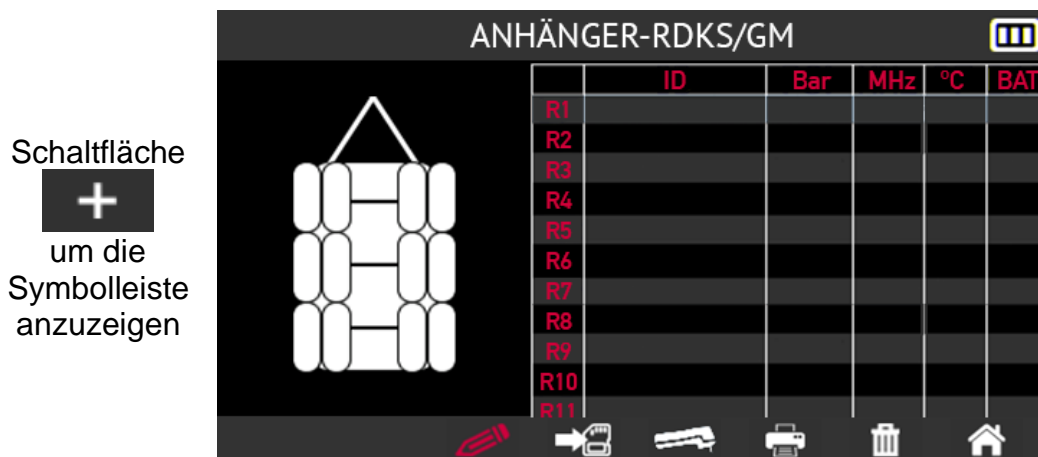 ANHÄNGER-RDKS/GM
ID Bar MHz °C BAT
R1
R2
R3
R4
R5
R6
R7
R8
R9
R10
R11
Schaltfläche
+
um die
Symbolleiste
anzuzeigen